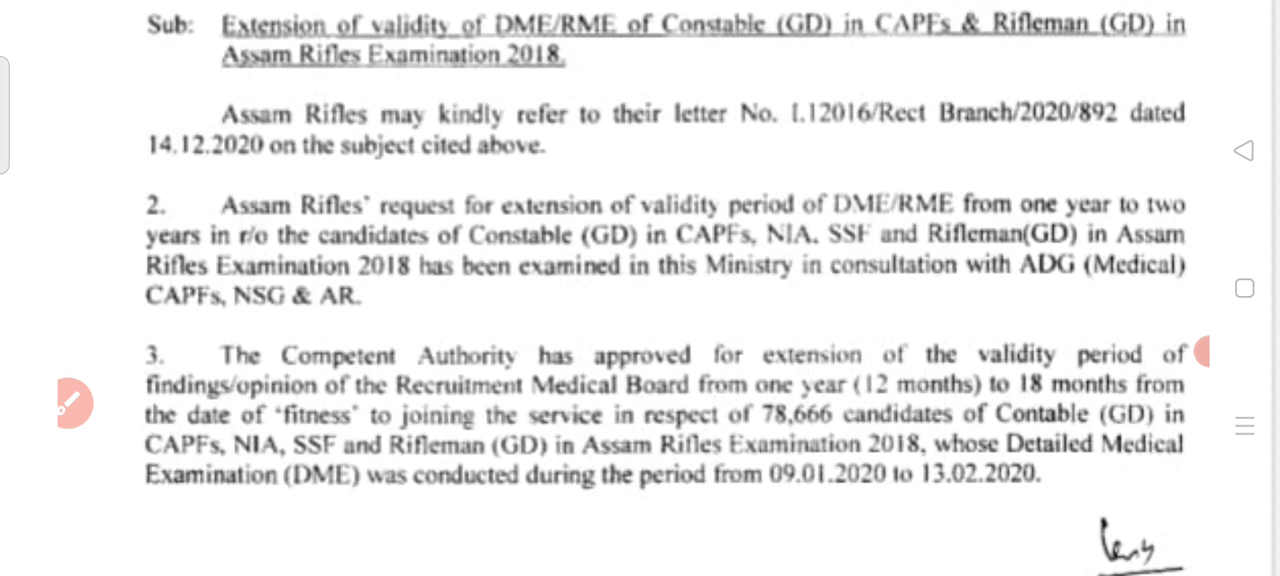 Sub: Extension of validity of DME/RME of Constable (GD) in CAPFs & Rifleman (GD) in
Assam Rifles Examination 2018.
Assam Rifles may kindly refer to their letter No. I.12016/Rect Branch/2020/892 dated
14.12.2020 on the subject cited above.
2. Assam Rifles' request for extension of validity period of DME/RME from one year to two
years in r/o the candidates of Constable (GD) in CAPFs, NIA, SSF and Rifleman(GD) in Assam
Rifles Examination 2018 has been examined in this Ministry in consultation with ADG (Medical)
CAPFs, NSG & AR.
3. The Competent Authority has approved for extension of the validity period of
findings/opinion of the Recruitment Medical Board from one year (12 months) to 18 months from
the date of 'fitness' to joining the service in respect of 78,666 candidates of Contable (GD) in
CAPFs, NIA, SSF and Rifleman (GD) in Assam Rifles Examination 2018, whose Detailed Medical
Examination (DME) was conducted during the period from 09.01.2020 to 13.02.2020.